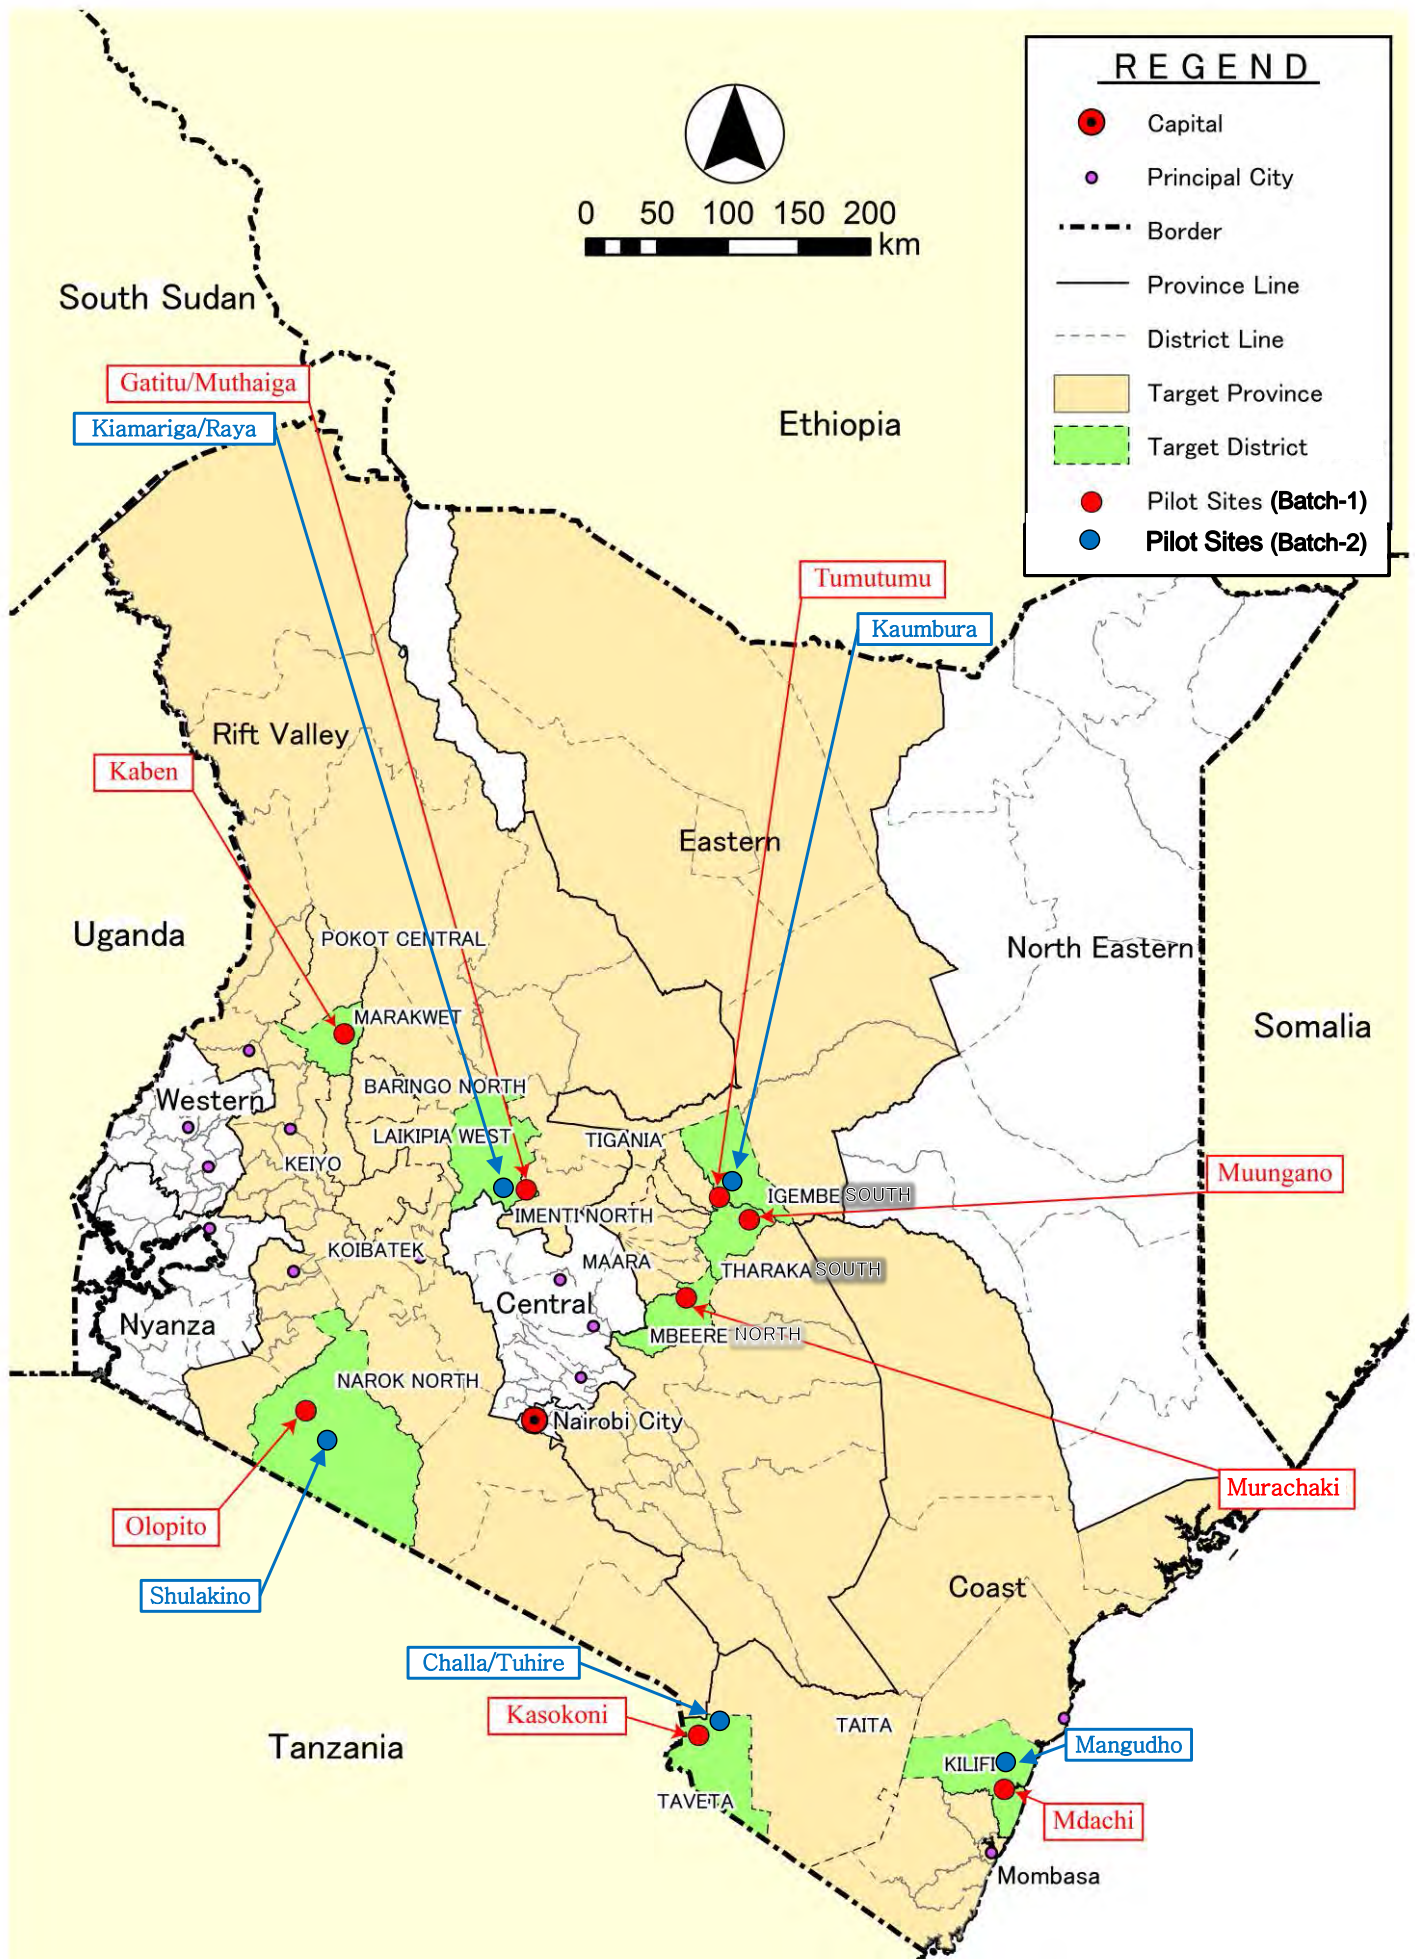 REGEND
Capital
Principal City
Border
Province Line
District Line
Target Province
Target District
Pilot Sites (Batch-1)
Pilot Sites (Batch-2)
0 50 100 150 200
km
South Sudan
Gatitu/Muthaiga
Kiamariga/Raya
Ethiopia
Tumutumu
Kaumbura
Rift Valley
Kaben
Eastern
Uganda
POKOT CENTRAL
North Eastern
MARAKWET
Somalia
BARINGO NORTH
Western
LAIKIPIA WEST
TIGANIA
KEIYO
Muungano
IGEMBE SOUTH
IMENTI NORTH
KOIBATEK
MAARA
THARAKA SOUTH
Central
Nyanza
MBEERE NORTH
NAROK NORTH
Nairobi City
Murachaki
Olopito
Coast
Shulakino
Challa/Tuhire
Kasokoni
TAITA
Tanzania
Mangudho
KILIFI
TAVETA
Mdachi
Mombasa